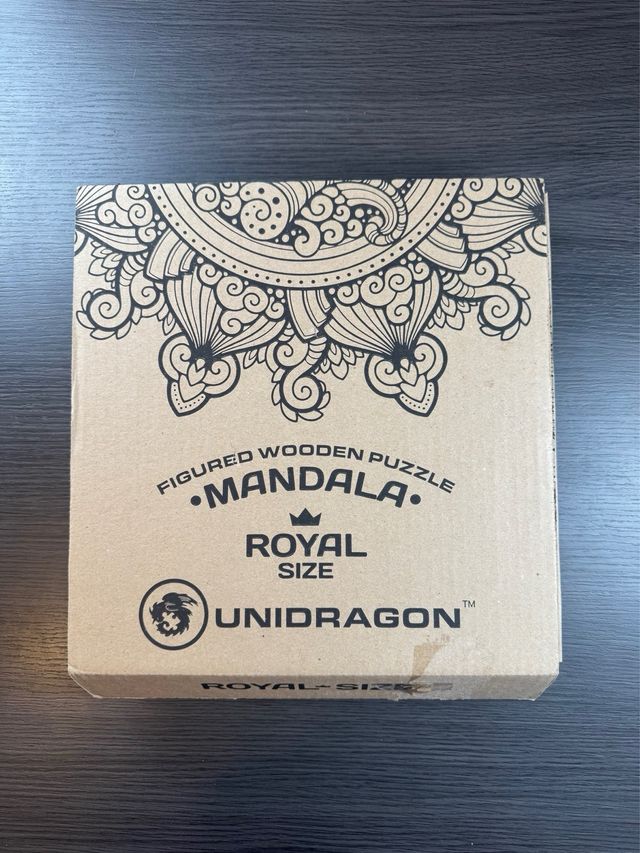 FIGURED WOODEN PUZZLE
•MANDALA•
ROYAL
SIZE
UNIDRAGON™
ROYAL SIZE